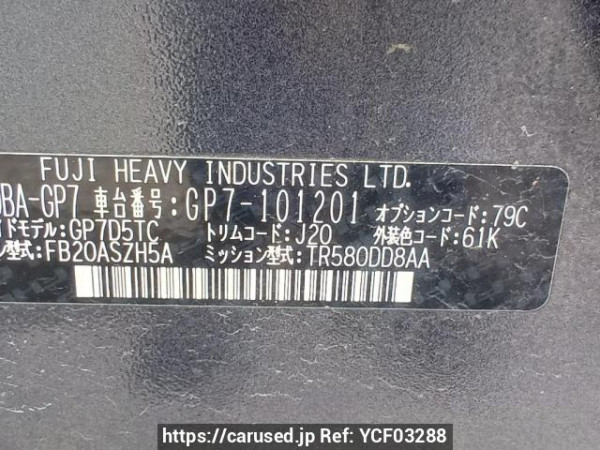 FUJI HEAVY INDUSTRIES LTD.
BA-GP7 車台番号:GP7-101201 オプションコード:79C
ドモデル:GP7D5TC トリムコード:J20 外装色コード:61K
ン型式:FB20ASZH5A ミッション型式:TR580DD8AA
https://carused.jp Ref: YCF03288